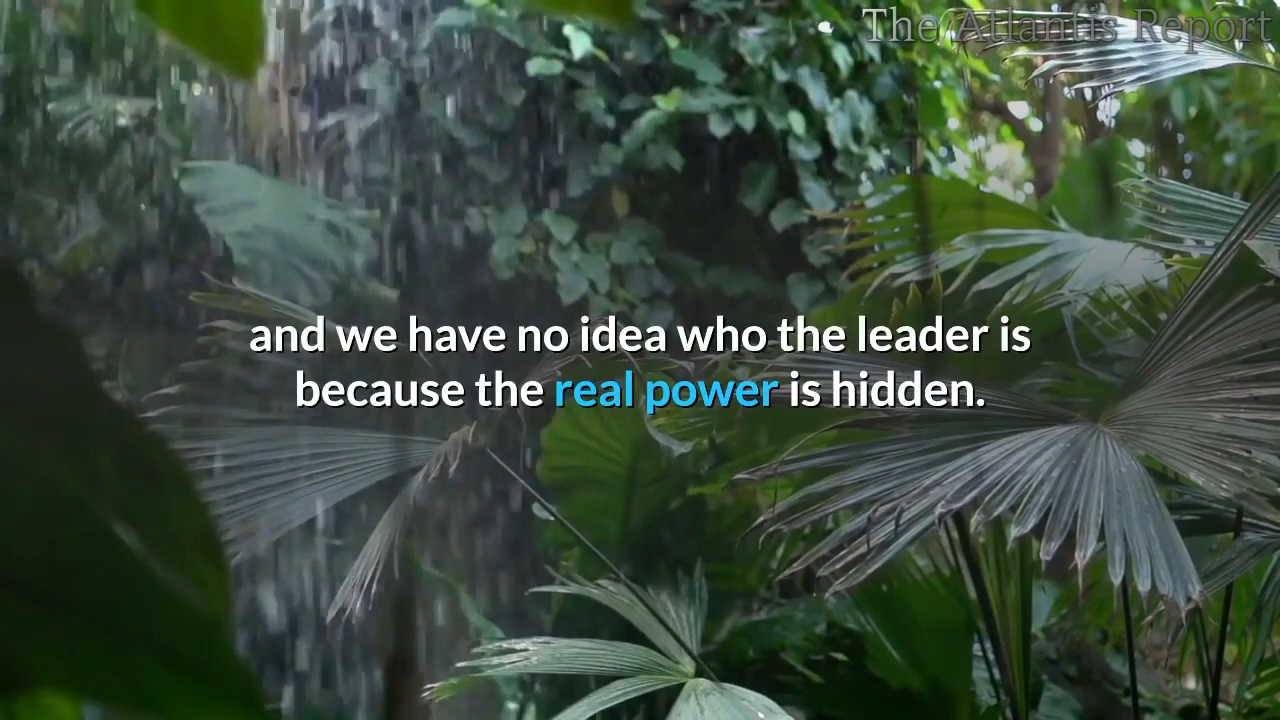 The Atlantis Report
and we have no idea who the leader is
because the real power is hidden.